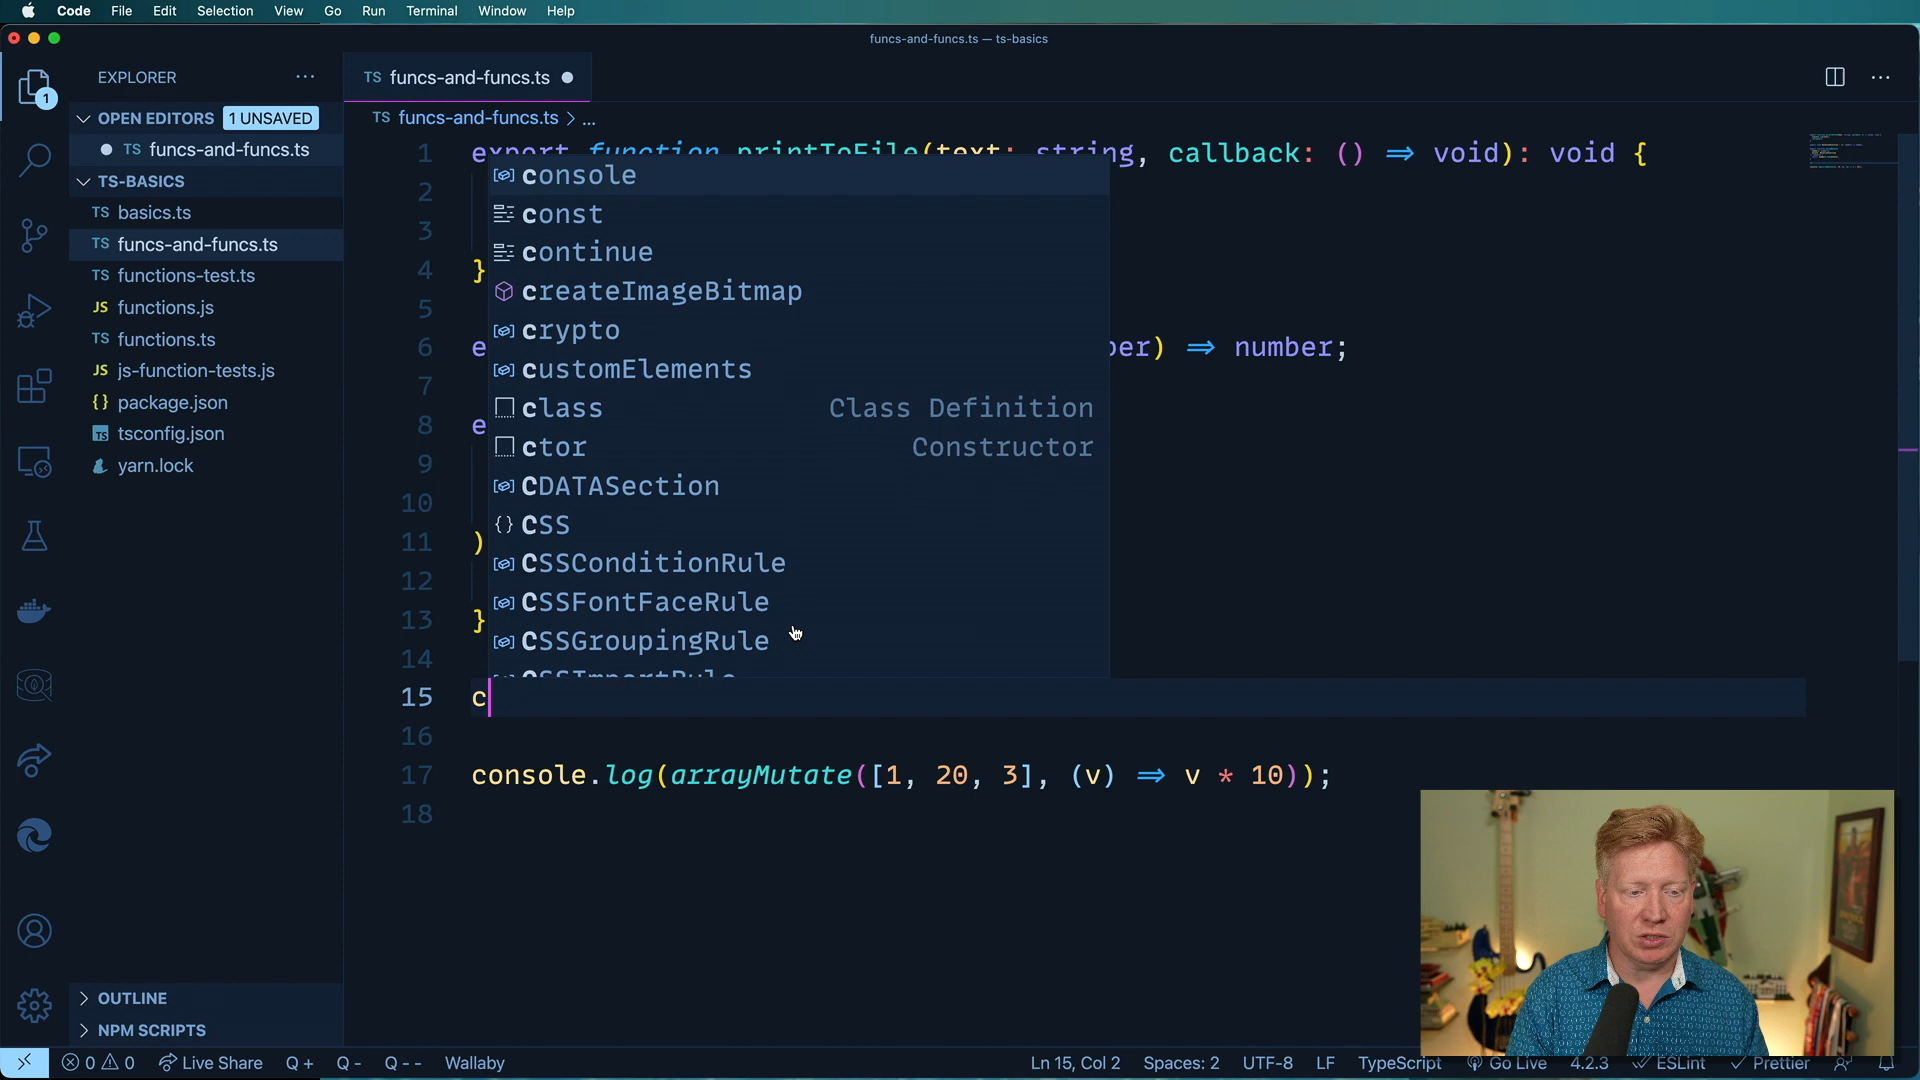 Code File Edit Selection View Go Run Terminal Window Help
funcs-and-funcs.ts — ts-basics
EXPLORER ···
TS funcs-and-funcs.ts
1
OPEN EDITORS 1 UNSAVED
TS funcs-and-funcs.ts
TS-BASICS
TS basics.ts
TS funcs-and-funcs.ts
TS functions-test.ts
JS functions.js
TS functions.ts
JS js-function-tests.js
{} package.json
TS tsconfig.json
yarn.lock
OUTLINE
NPM SCRIPTS
TS funcs-and-funcs.ts > ...
1 export function printToFile(text: string, callback: () ⇒ void): void {
2
3
4 }
5
6 e ber) ⇒ number;
7
8 e
9
10
11 )
12
13 }
14
15 c
16
17 console.log(arrayMutate([1, 20, 3], (v) ⇒ v * 10));
18
console
const
continue
createImageBitmap
crypto
customElements
class Class Definition
ctor Constructor
CDATASection
{} CSS
CSSConditionRule
CSSFontFaceRule
CSSGroupingRule
CSSImportRule
0 0 Live Share Q + Q - Q - - Wallaby Ln 15, Col 2 Spaces: 2 UTF-8 LF TypeScript Go Live 4.2.3 ESLint Prettier